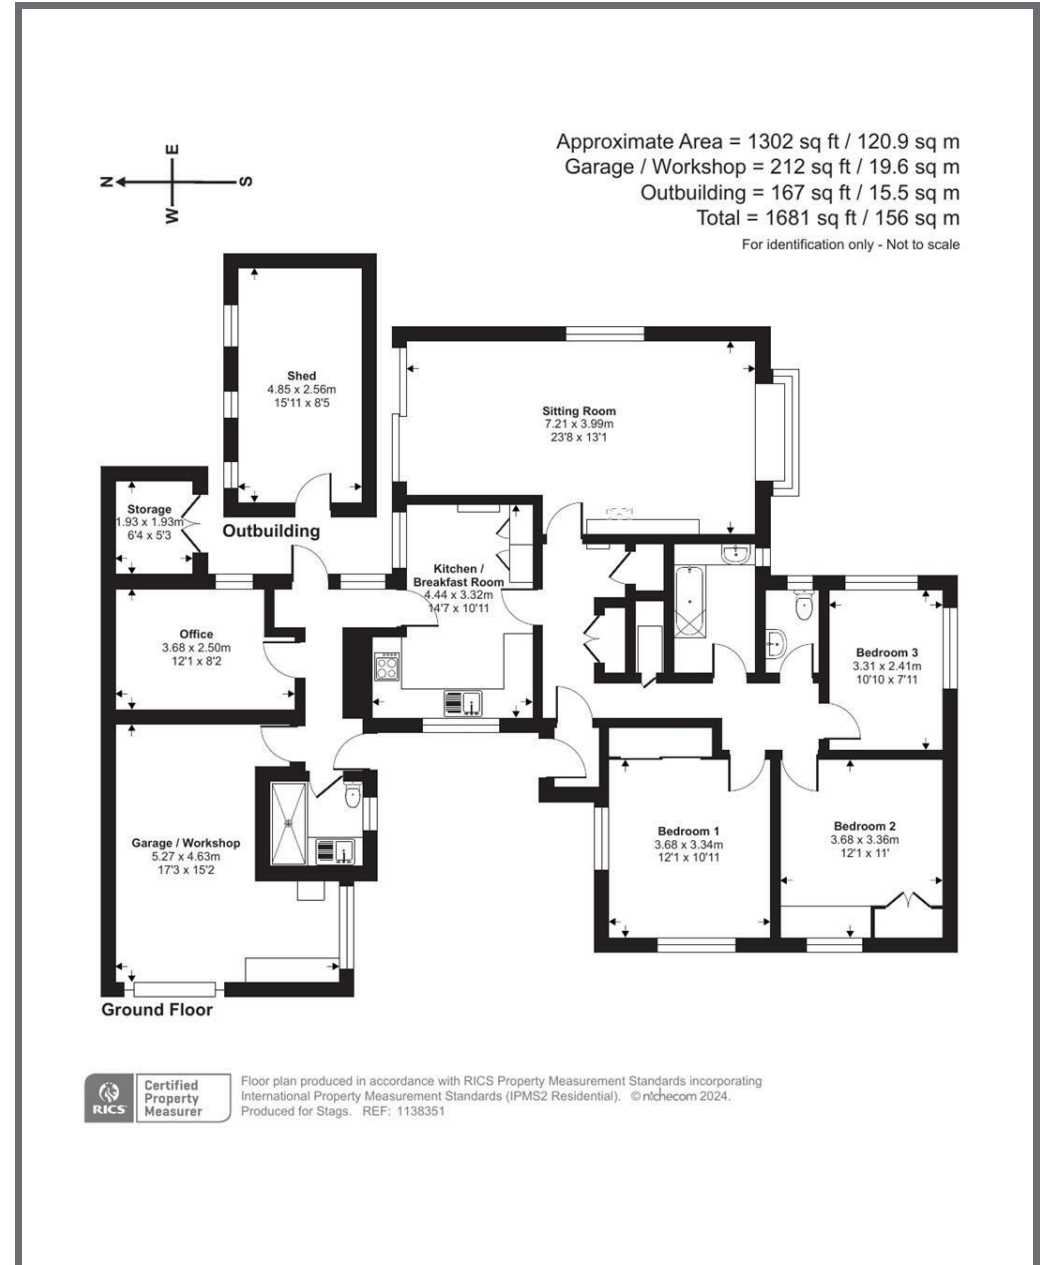 Approximate Area = 1302 sq ft / 120.9 sq m
Garage / Workshop = 212 sq ft / 19.6 sq m
Outbuilding = 167 sq ft / 15.5 sq m
Total = 1681 sq ft / 156 sq m
For identification only - Not to scale
E
N
S
W
Shed
4.85 x 2.56m
15'11 x 8'5
Sitting Room
7.21 x 3.99m
23'8 x 13'1
Storage
1.93 x 1.93m
6'4 x 5'3
Outbuilding
Kitchen /
Breakfast Room
4.44 x 3.32m
14'7 x 10'11
Office
3.68 x 2.50m
12'1 x 8'2
Bedroom 3
3.31 x 2.41m
10'10 x 7'11
Garage / Workshop
5.27 x 4.63m
17'3 x 15'2
Bedroom 1
3.68 x 3.34m
12'1 x 10'11
Bedroom 2
3.68 x 3.36m
12'1 x 11'
Ground Floor
RICS
Certified
Property
Measurer
Floor plan produced in accordance with RICS Property Measurement Standards incorporating
International Property Measurement Standards (IPMS2 Residential). © nichecom 2024.
Produced for Stags. REF: 1138351